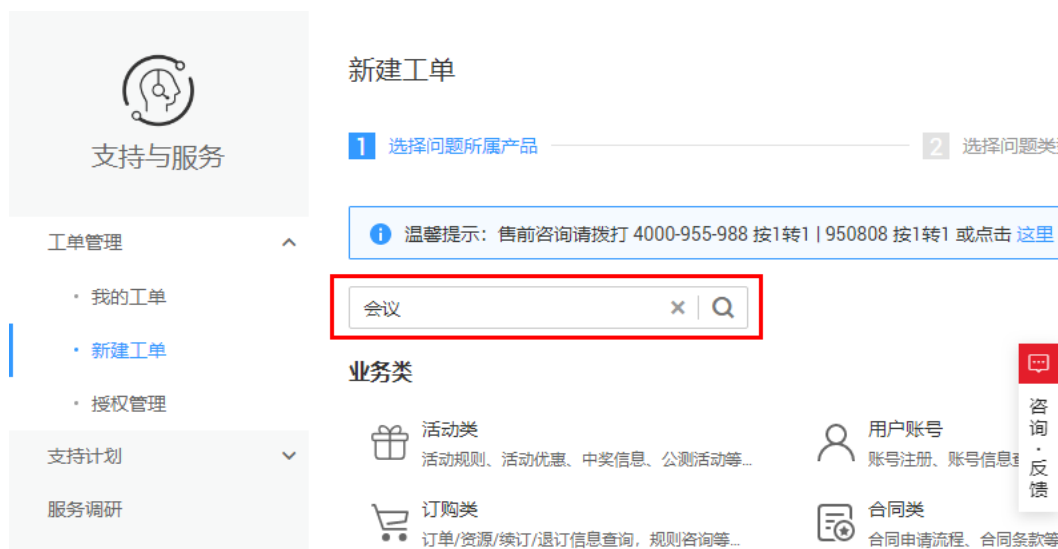 支持与服务
工单管理
· 我的工单
· 新建工单
· 授权管理
支持计划
服务调研
新建工单
1 选择问题所属产品
2 选择问题类
温馨提示：售前咨询请拨打 4000-955-988 按1转1 | 950808 按1转1 或点击 这里
会议
业务类
活动类
活动规则、活动优惠、中奖信息、公测活动等...
用户账号
账号注册、账号信息
订购类
订单/资源/续订/退订信息查询，规则咨询等...
合同类
合同申请流程、合同条款等
咨询·反馈